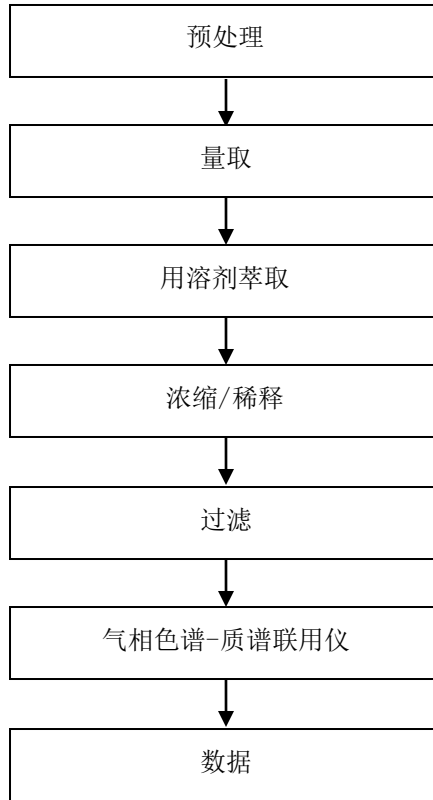 预处理
量取
用溶剂萃取
浓缩/稀释
过滤
气相色谱-质谱联用仪
数据